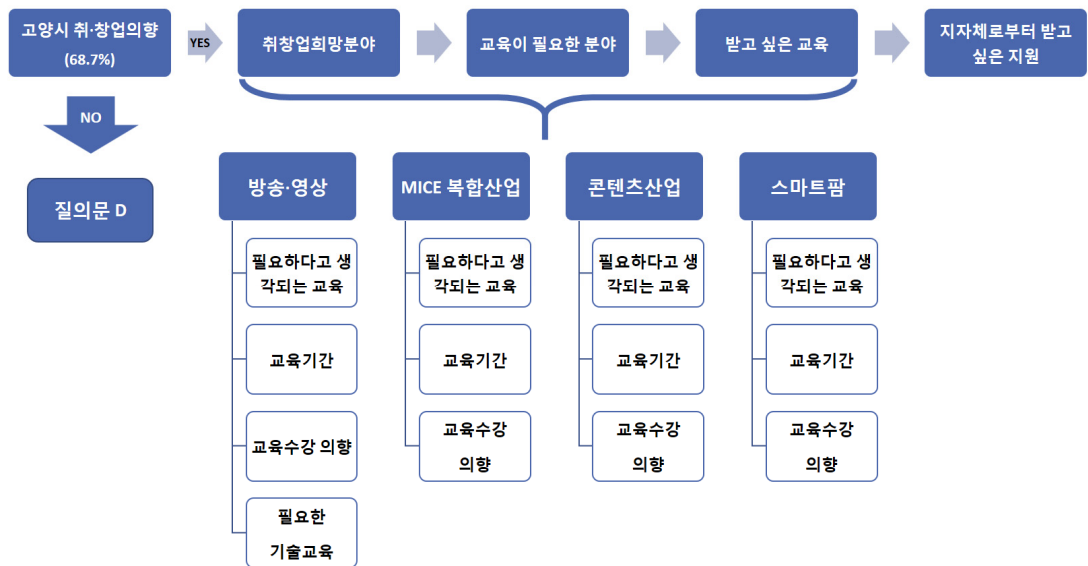 고양시 취·창업의향
(68.7%)
YES
취창업희망분야
교육이 필요한 분야
받고 싶은 교육
지자체로부터 받고
싶은 지원
NO
질의문 D
방송·영상
필요하다고 생
각되는 교육
교육기간
교육수강 의향
필요한
기술교육
MICE 복합산업
필요하다고 생
각되는 교육
교육기간
교육수강
의향
콘텐츠산업
필요하다고 생
각되는 교육
교육기간
교육수강
의향
스마트팜
필요하다고 생
각되는 교육
교육기간
교육수강
의향